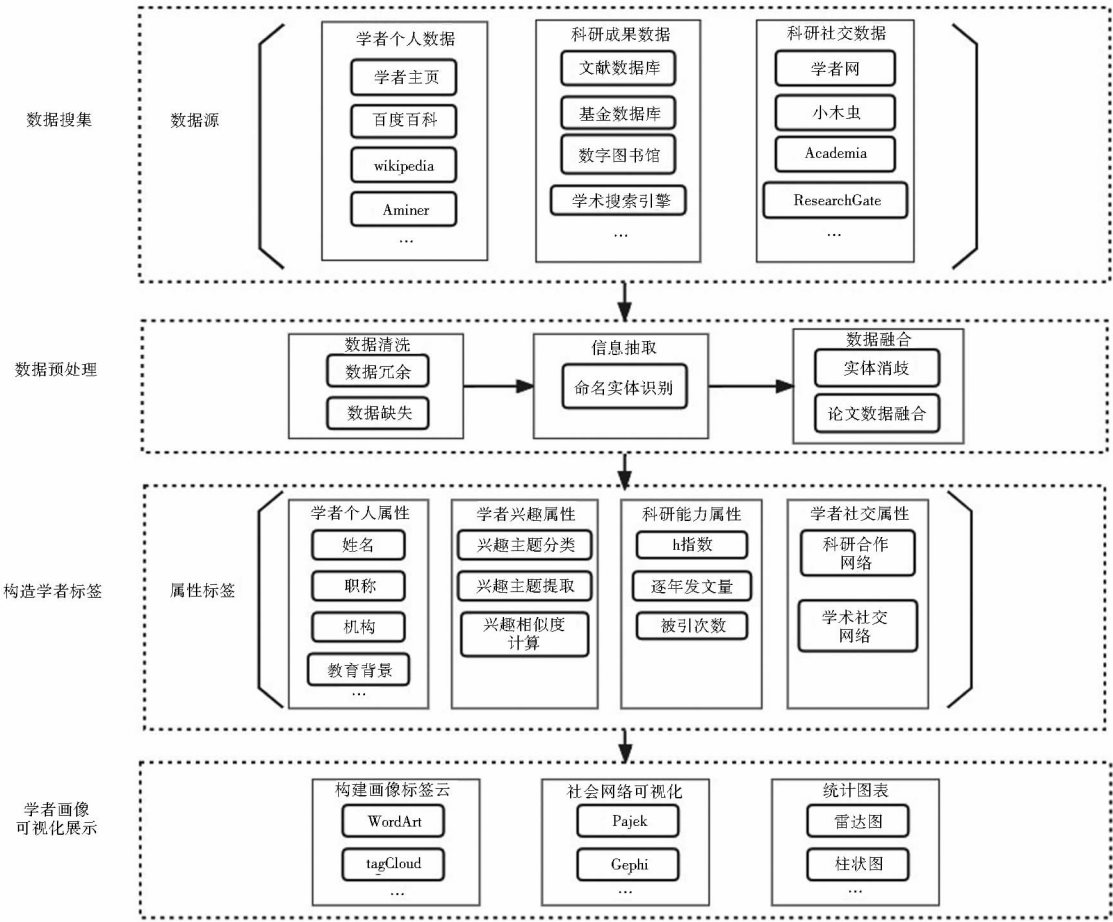 数据搜集
数据源
学者个人数据
学者主页
百度百科
wikipedia
Aminer
…
科研成果数据
文献数据库
基金数据库
数字图书馆
学术搜索引擎
…
科研社交数据
学者网
小木虫
Academia
ResearchGate
…
数据预处理
数据清洗
数据冗余
数据缺失
信息抽取
命名实体识别
数据融合
实体消歧
论文数据融合
构造学者标签
属性标签
学者个人属性
姓名
职称
机构
教育背景
…
学者兴趣属性
兴趣主题分类
兴趣主题提取
兴趣相似度
计算
科研能力属性
h指数
逐年发文量
被引次数
学者社交属性
科研合作
网络
学术社交
网络
学者画像
可视化展示
构建画像标签云
WordArt
tagCloud
…
社会网络可视化
Pajek
Gephi
…
统计图表
雷达图
柱状图
…